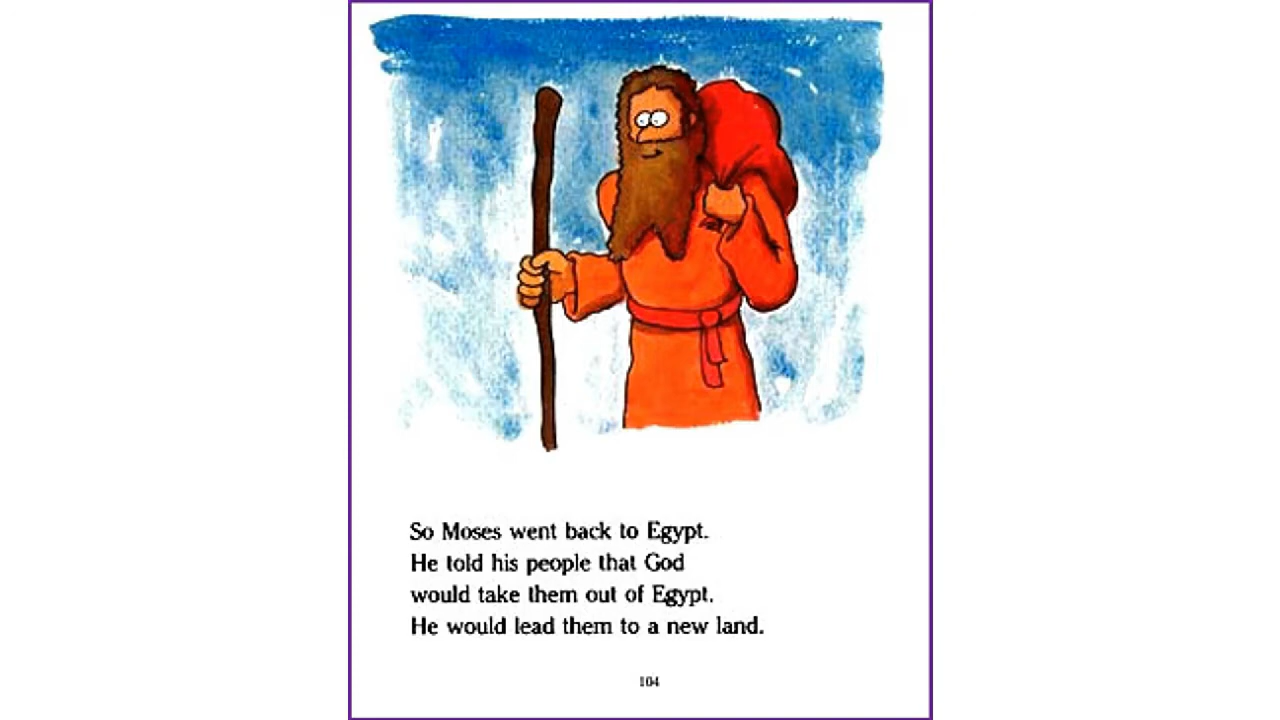 So Moses went back to Egypt.
He told his people that God
would take them out of Egypt.
He would lead them to a new land.
104